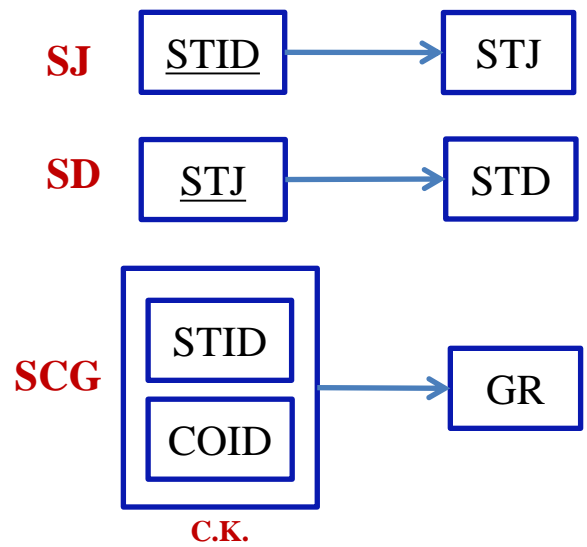 SJ STID STJ
SD STJ STD
SCG STID GR
COID
C.K.